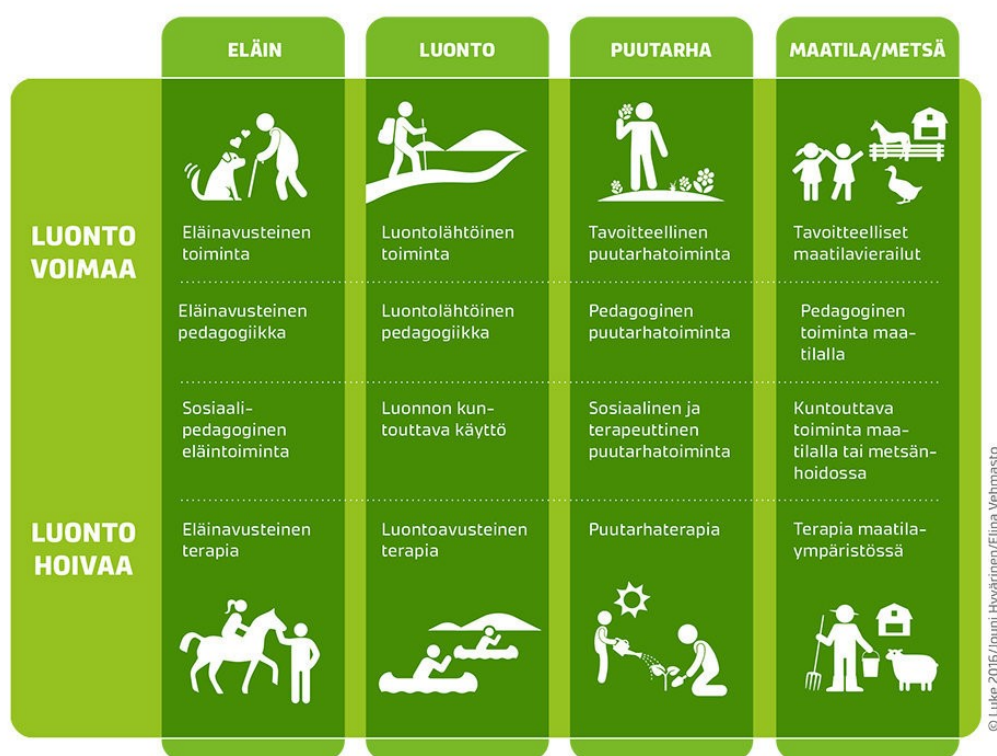 ELÄIN
LUONTO
PUUTARHA
MAATILA/METSÄ
LUONTO
VOIMAA
Eläinavusteinen
toiminta
Luontolähtöinen
toiminta
Tavoitteellinen
puutarhatoiminta
Tavoitteelliset
maatilavierailut
Eläinavusteinen
pedagogiikka
Luontolähtöinen
pedagogiikka
Pedagoginen
puutarhatoiminta
Pedagoginen
toiminta maa-
tilalla
Sosiaali-
pedagoginen
eläintoiminta
Luonnon kun-
touttava käyttö
Sosiaalinen ja
terapeuttinen
puutarhatoiminta
Kuntouttava
toiminta maa-
tilalla tai metsän-
hoidossa
LUONTO
HOIVAA
Eläinavusteinen
terapia
Luontoavusteinen
terapia
Puutarhaterapia
Terapia maatila-
ympäristössä
© Luke 2016/Jouni Hyvärinen/Elina Vehmasto